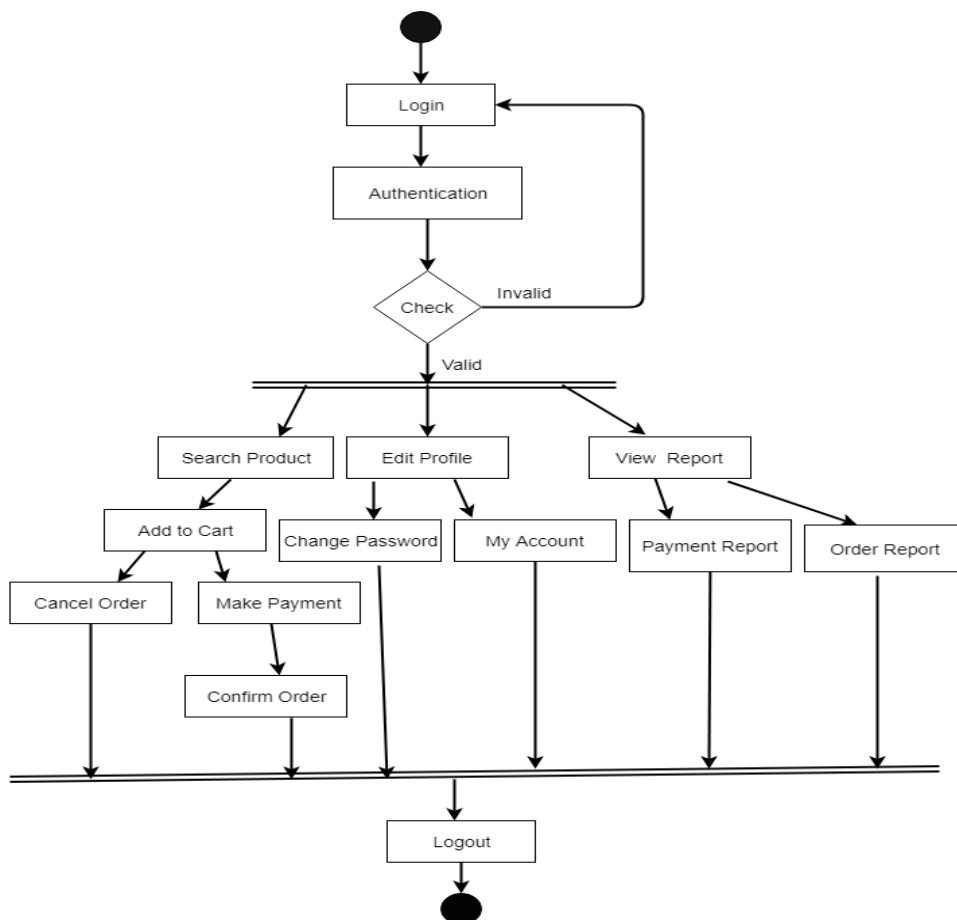 Login
Authentication
Invalid
Check
Valid
Search Product
Edit Profile
View Report
Add to Cart
Change Password
My Account
Payment Report
Order Report
Cancel Order
Make Payment
Confirm Order
Logout